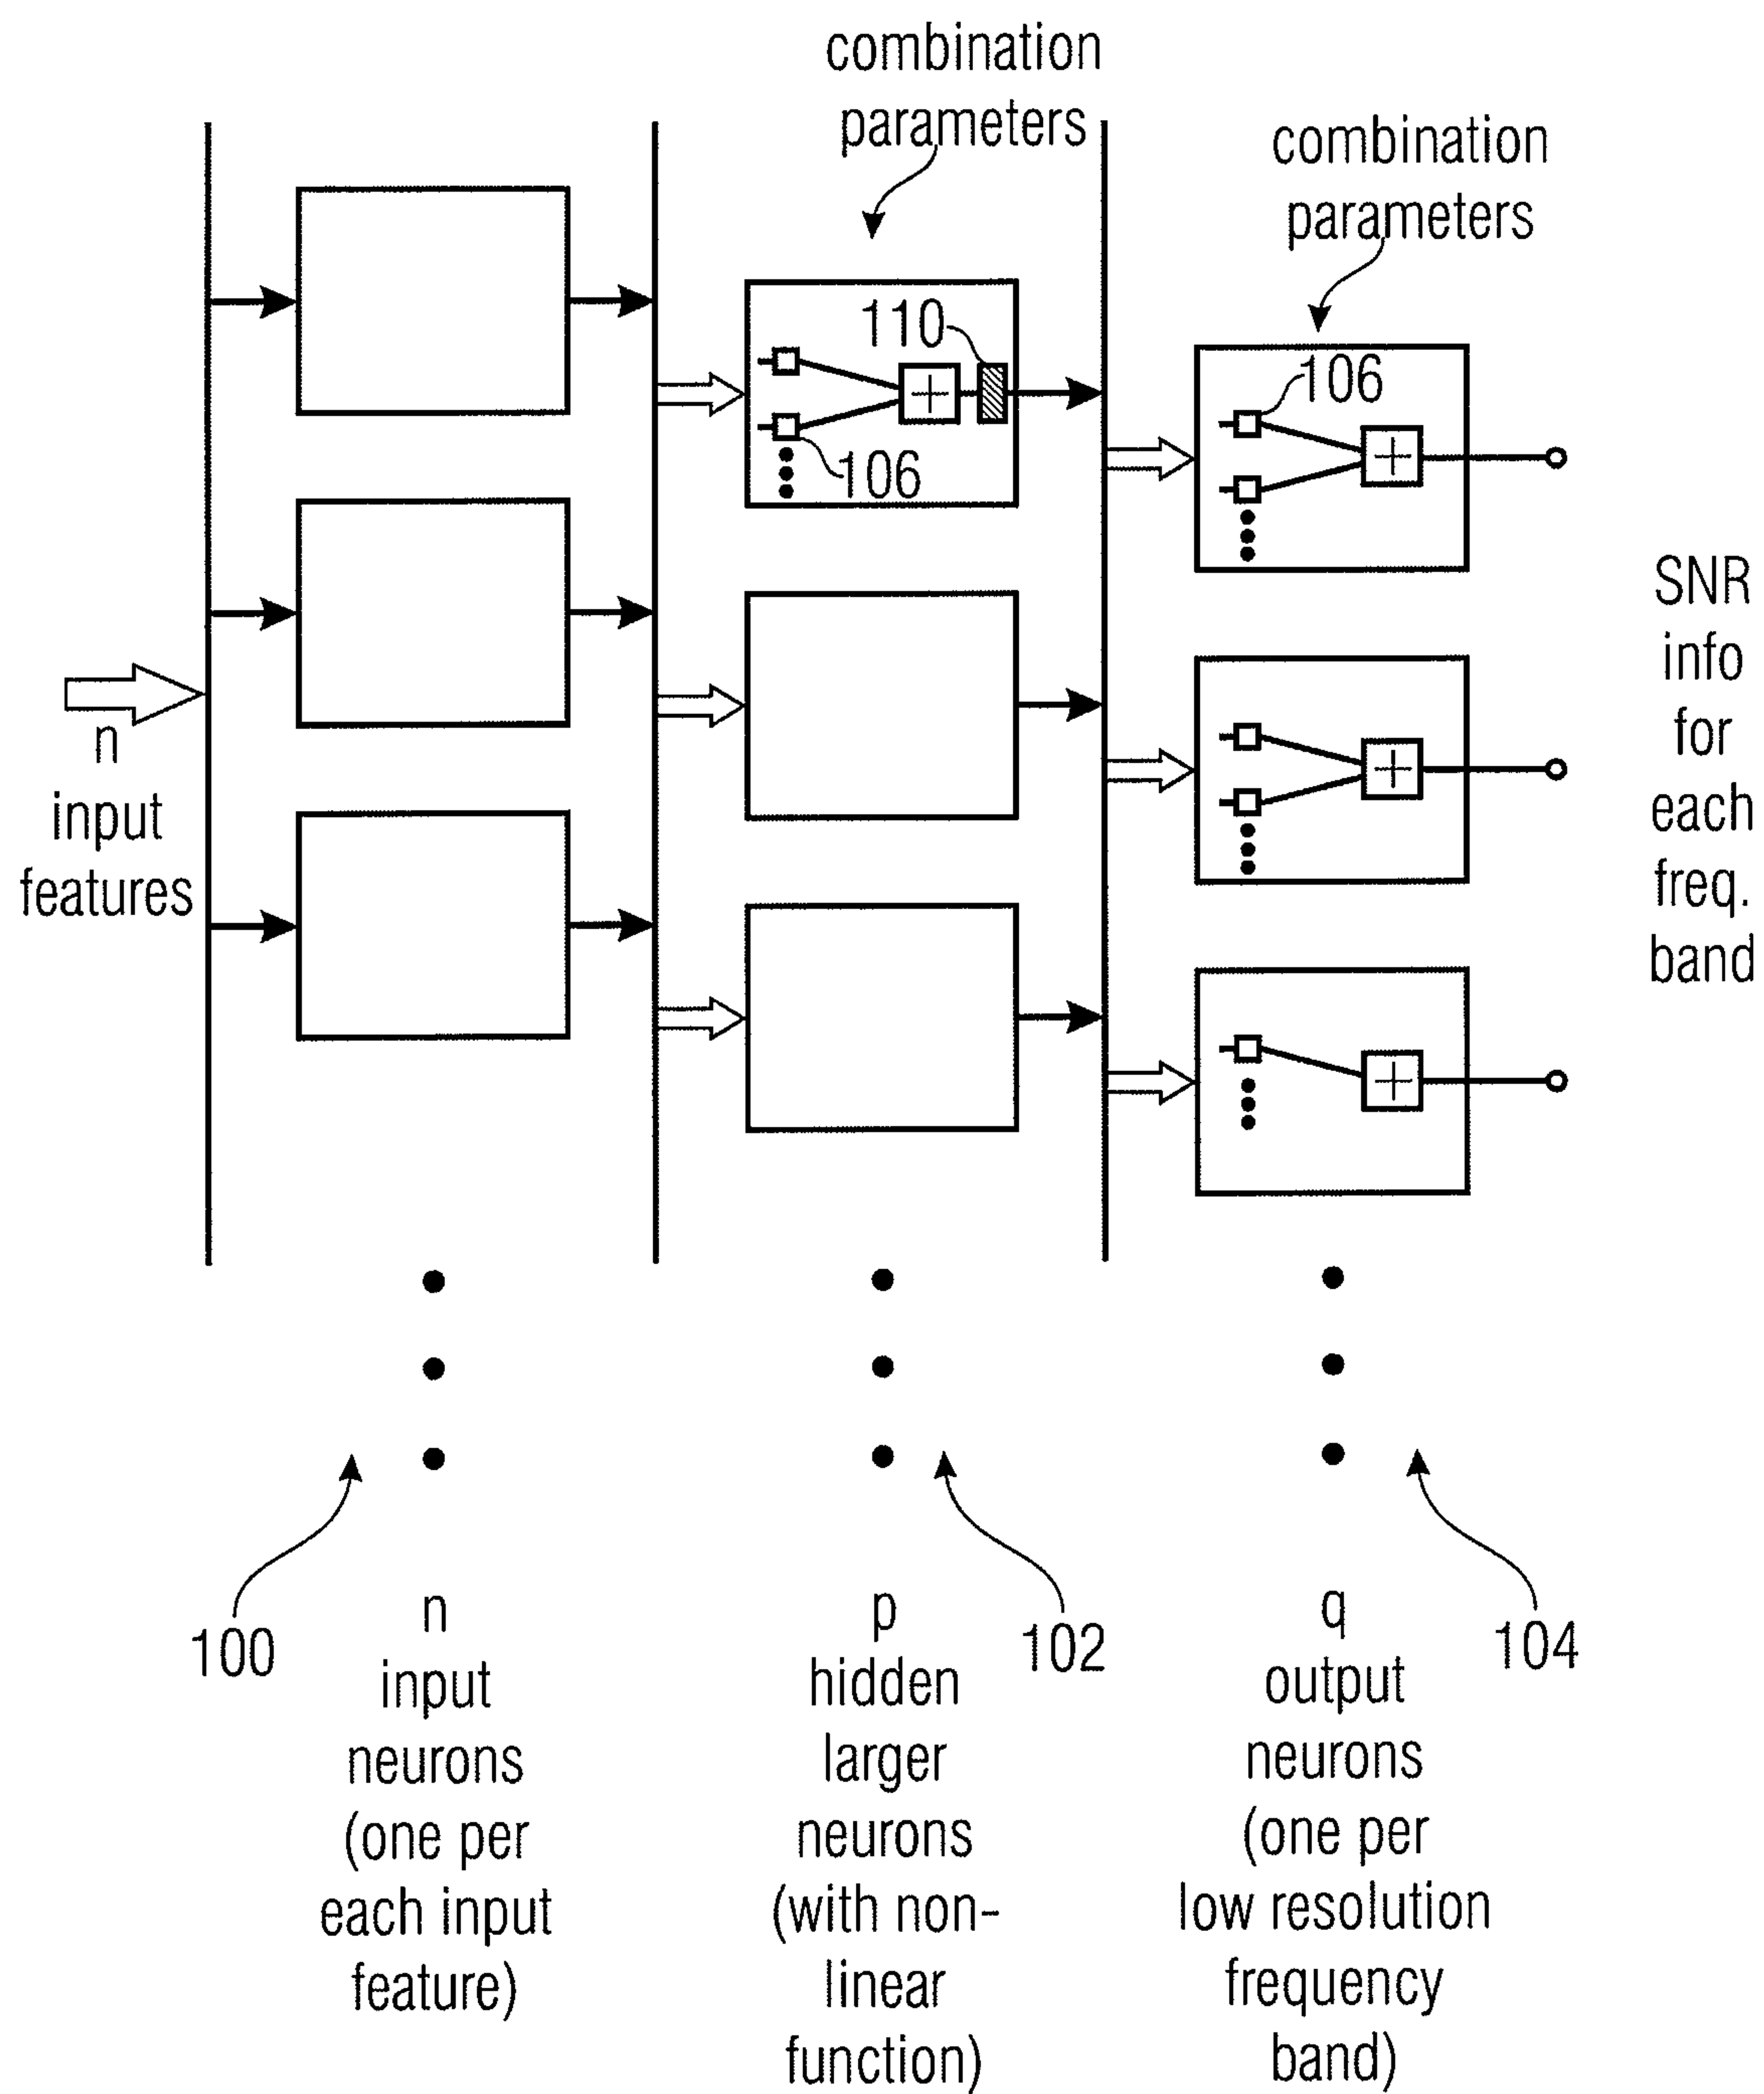 combination
parameters
combination
parameters
110
106
106
n
input
features
SNR
info
for
each
freq.
band
100
n
input
neurons
(one per
each input
feature)
p
hidden
larger
neurons
(with non-
linear
function)
102
q
output
neurons
(one per
low resolution
frequency
band)
104